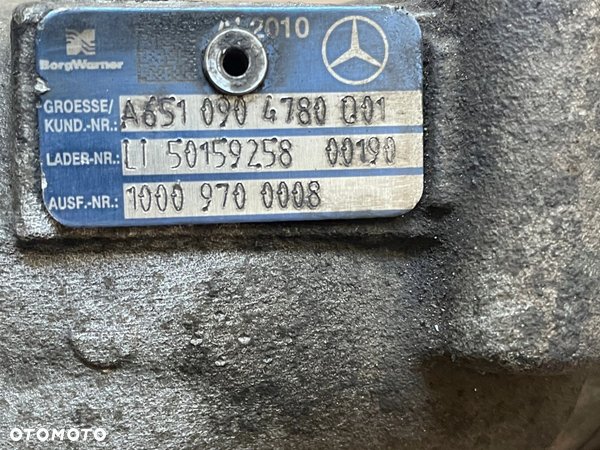 2010
BorgWarner
GROESSE/
KUND.-NR.: A651 090 4780 Q01
LADER-NR.: LI 50159258 00190
AUSF.-NR.: 1000 970 0008
OTOMOTO